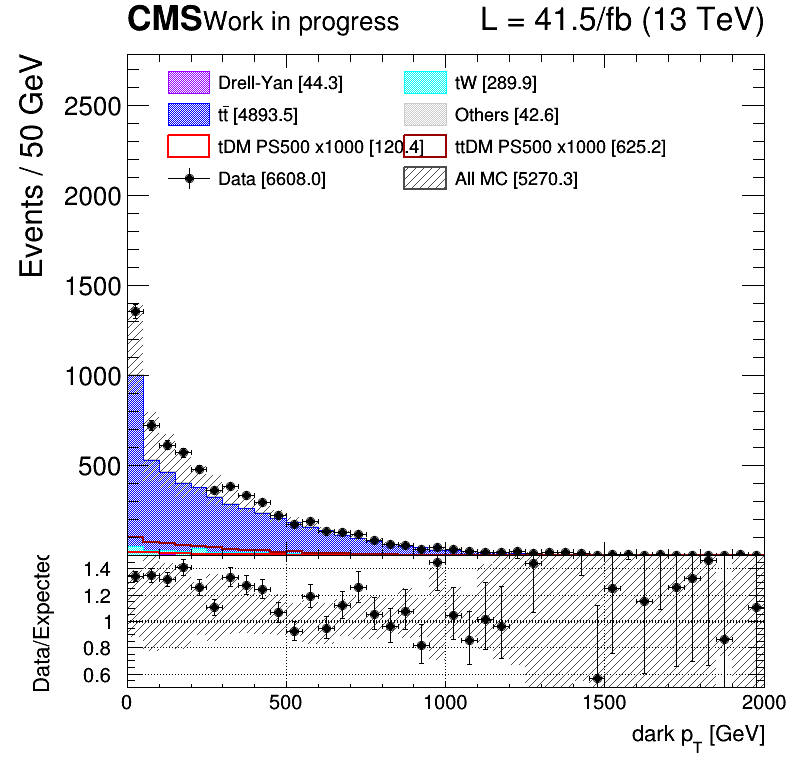 CMS Work in progress L = 41.5/fb (13 TeV)
Events / 50 GeV
2500
2000
1500
1000
500
Drell-Yan [44.3] tW [289.9]
tt̄ [4893.5] Others [42.6]
tDM PS500 x1000 [120.4] ttDM PS500 x1000 [625.2]
Data [6608.0] All MC [5270.3]
Data/Expected
1.4
1.2
1
0.8
0.6
0 500 1000 1500 2000
dark p_T [GeV]